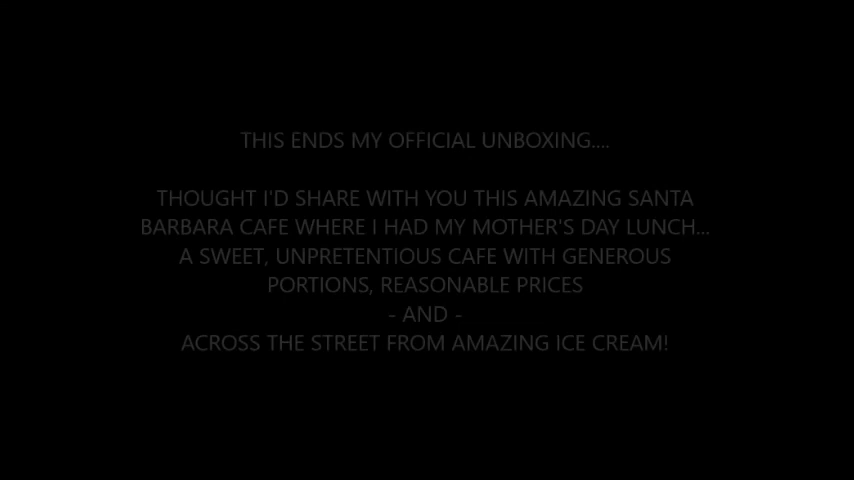 THIS ENDS MY OFFICIAL UNBOXING....
THOUGHT I'D SHARE WITH YOU THIS AMAZING SANTA
BARBARA CAFE WHERE I HAD MY MOTHER'S DAY LUNCH...
A SWEET, UNPRETENTIOUS CAFE WITH GENEROUS
PORTIONS, REASONABLE PRICES
- AND -
ACROSS THE STREET FROM AMAZING ICE CREAM!